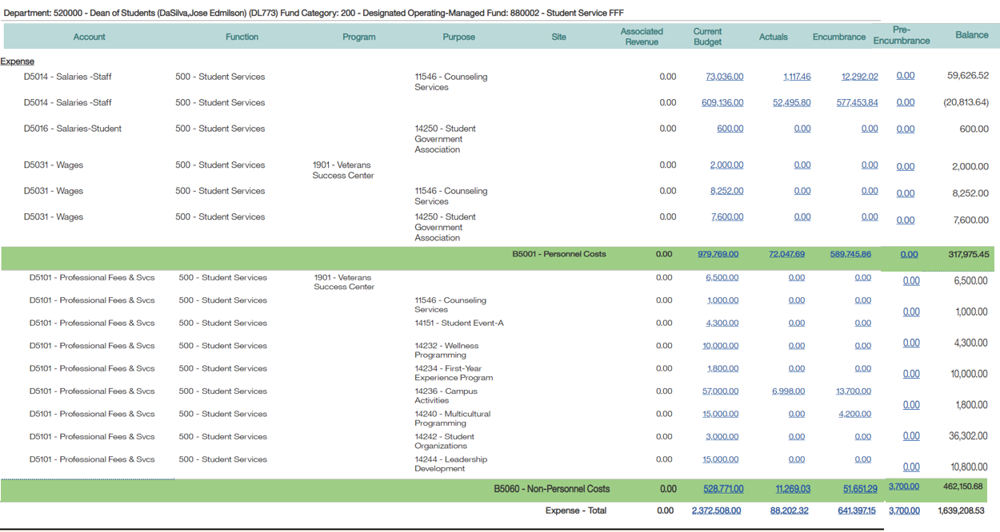 Department: 520000 - Dean of Students (DaSilva,Jose Edmilson) (DL773) Fund Category: 200 - Designated Operating-Managed Fund: 880002 - Student Service FFF
Account Function Program Purpose Site Associated Revenue Current Budget Actuals Encumbrance Pre-Encumbrance Balance
Expense
D5014 - Salaries -Staff 500 - Student Services 11546 - Counseling 0.00 73,036.00 1,117.46 12,292.02 0.00 59,626.52
Services
D5014 - Salaries -Staff 500 - Student Services 0.00 609,136.00 52,495.80 577,453.84 0.00 (20,813.64)
D5016 - Salaries-Student 500 - Student Services 14250 - Student 0.00 600.00 0.00 0.00 0.00 600.00
Government
Association
D5031 - Wages 500 - Student Services 1901 - Veterans 0.00 2,000.00 0.00 0.00 0.00 2,000.00
Success Center
D5031 - Wages 500 - Student Services 11546 - Counseling 0.00 8,252.00 0.00 0.00 0.00 8,252.00
Services
D5031 - Wages 500 - Student Services 14250 - Student 0.00 7,600.00 0.00 0.00 0.00 7,600.00
Government
Association
B5001 - Personnel Costs 0.00 979,769.00 72,047.69 589,745.86 0.00 317,975.45
D5101 - Professional Fees & Svcs 500 - Student Services 1901 - Veterans 0.00 6,500.00 0.00 0.00 0.00 6,500.00
Success Center
D5101 - Professional Fees & Svcs 500 - Student Services 11546 - Counseling 0.00 1,000.00 0.00 0.00 0.00 1,000.00
Services
D5101 - Professional Fees & Svcs 500 - Student Services 14151 - Student Event-A 0.00 4,300.00 0.00 0.00 0.00 4,300.00
D5101 - Professional Fees & Svcs 500 - Student Services 14232 - Wellness 0.00 10,000.00 0.00 0.00 0.00 10,000.00
Programming
D5101 - Professional Fees & Svcs 500 - Student Services 14234 - First-Year 0.00 1,800.00 0.00 0.00 0.00 1,800.00
Experience Program
D5101 - Professional Fees & Svcs 500 - Student Services 14236 - Campus 0.00 57,000.00 6,998.00 13,700.00 0.00 36,302.00
Activities
D5101 - Professional Fees & Svcs 500 - Student Services 14240 - Multicultural 0.00 15,000.00 0.00 4,200.00 0.00 10,800.00
Programming
D5101 - Professional Fees & Svcs 500 - Student Services 14242 - Student 0.00 3,000.00 0.00 0.00
Organizations
D5101 - Professional Fees & Svcs 500 - Student Services 14244 - Leadership 0.00 15,000.00 0.00 0.00
Development
B5060 - Non-Personnel Costs 0.00 528,771.00 11,269.03 51,651.29 3,700.00 462,150.68
Expense - Total 0.00 2,372,508.00 88,202.32 641,397.15 3,700.00 1,639,208.53